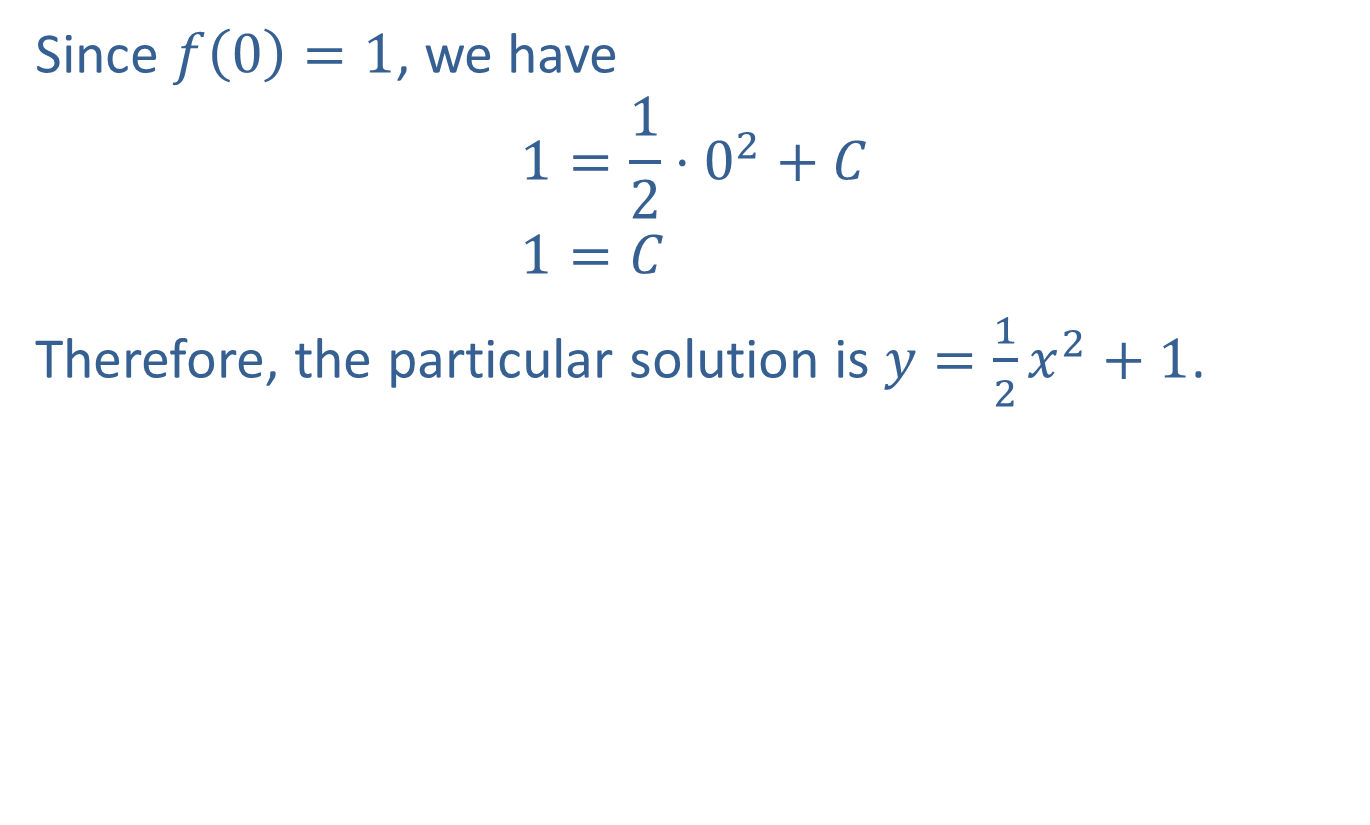 Since 𝑓(0) = 1, we have
1 = 1/2 · 0² + 𝐶
1 = 𝐶
Therefore, the particular solution is 𝑦 = 1/2 𝑥² + 1.